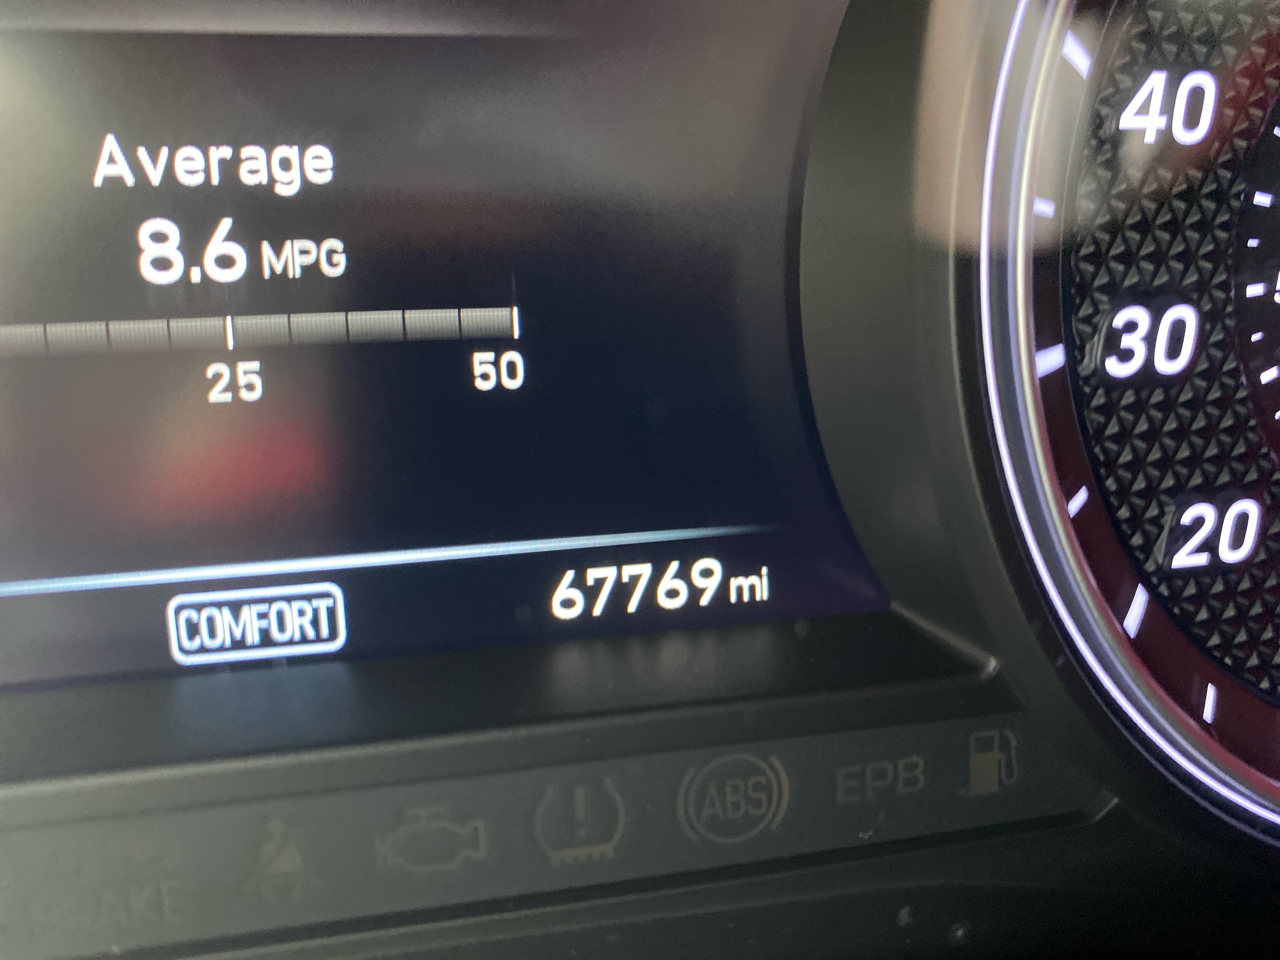 Average
8.6 MPG
25 50
COMFORT
67769 mi
40
30
20
ABS
EPB